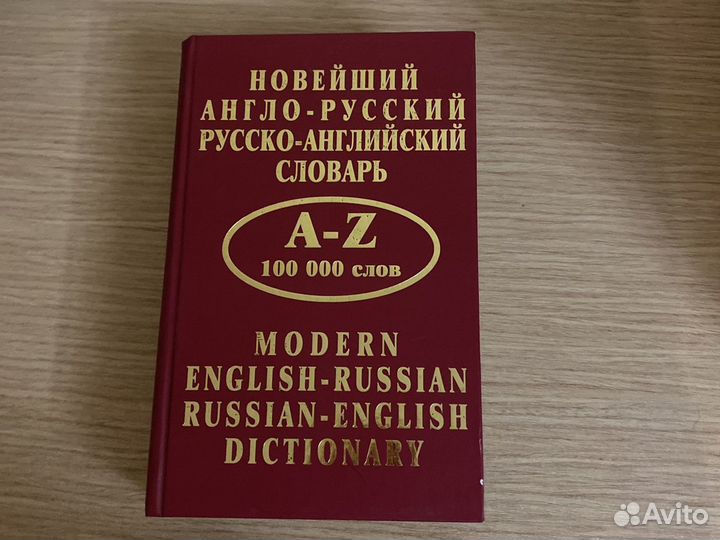 НОВЕЙШИЙ
АНГЛО-РУССКИЙ
РУССКО-АНГЛИЙСКИЙ
СЛОВАРЬ
A-Z
100 000 слов
MODERN
ENGLISH-RUSSIAN
RUSSIAN-ENGLISH
DICTIONARY
Avito